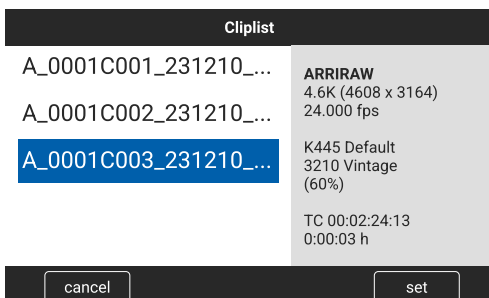 Cliplist
A_0001C001_231210_...
A_0001C002_231210_...
A_0001C003_231210_...
ARRIRAW
4.6K (4608 x 3164)
24.000 fps
K445 Default
3210 Vintage
(60%)
TC 00:02:24:13
0:00:03 h
cancel
set